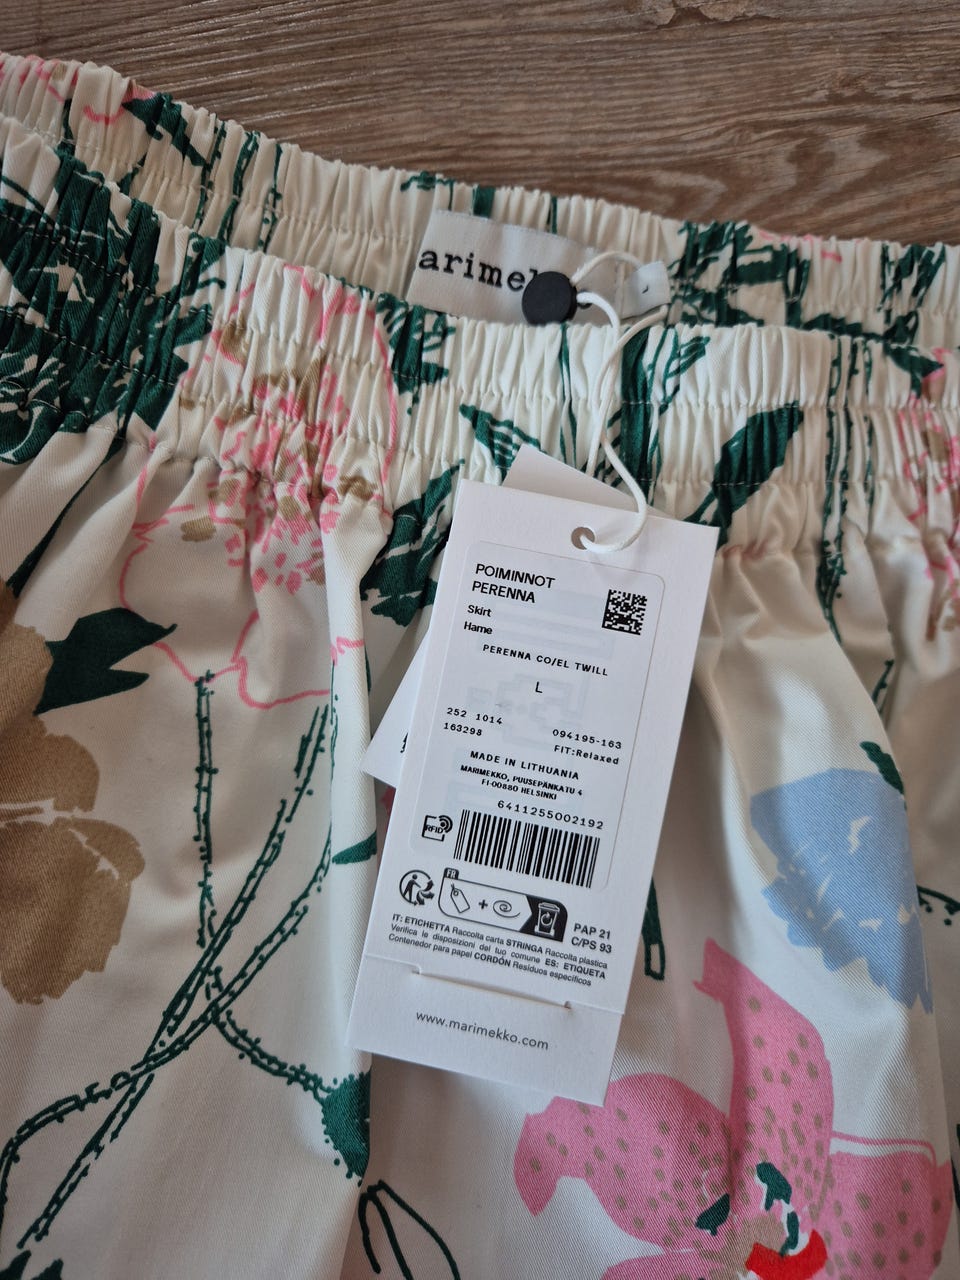 arime
POIMINNOT
PERENNA
Skirt
Hame
PERENNA CO/EL TWILL
L
252 1014
094195-163
163298
FIT:Relaxed
MADE IN LITHUANIA
MARIMEKKO, PUUSEPÄNKATU 4
FI-00880 HELSINKI
6411255002192
RFID
FR
PAP 21
C/PS 93
IT: ETICHETTA Raccolta carta STRINGA Raccolta plastica
Verifica le disposizioni del tuo comune ES: ETIQUETA
Contenedor para papel CORDÓN Residuos específicos
www.marimekko.com